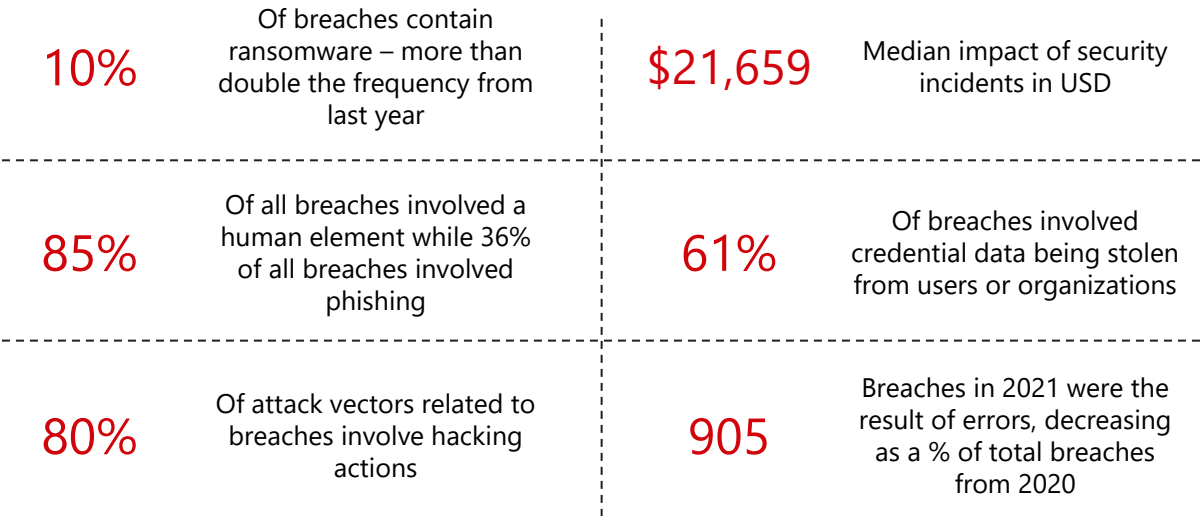 10%
Of breaches contain
ransomware – more than
double the frequency from
last year
$21,659
Median impact of security
incidents in USD
85%
Of all breaches involved a
human element while 36%
of all breaches involved
phishing
61%
Of breaches involved
credential data being stolen
from users or organizations
80%
Of attack vectors related to
breaches involve hacking
actions
905
Breaches in 2021 were the
result of errors, decreasing
as a % of total breaches
from 2020